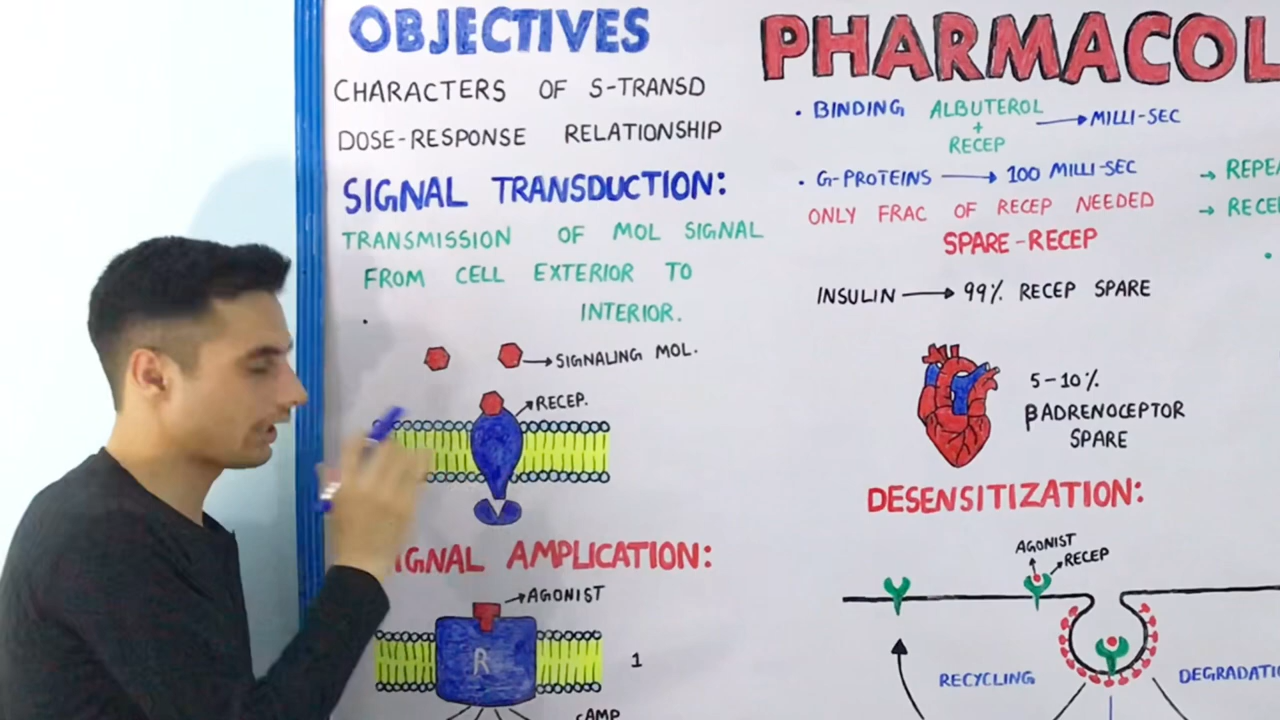 OBJECTIVES
CHARACTERS OF S-TRANSD
DOSE-RESPONSE RELATIONSHIP
SIGNAL TRANSDUCTION:
TRANSMISSION OF MOL SIGNAL
FROM CELL EXTERIOR TO
INTERIOR.
→ SIGNALING MOL.
→ RECEP.
IGNAL AMPLICATION:
→ AGONIST
R
1
cAMP
PHARMACOL
• BINDING ALBUTEROL → MILLI-SEC
+
RECEP
• G-PROTEINS → 100 MILLI-SEC
ONLY FRAC OF RECEP NEEDED
SPARE-RECEP
INSULIN → 99% RECEP SPARE
5-10%
βADRENOCEPTOR
SPARE
DESENSITIZATION:
AGONIST
RECEP
RECYCLING
DEGRADATI
→ REPEA
→ RECE